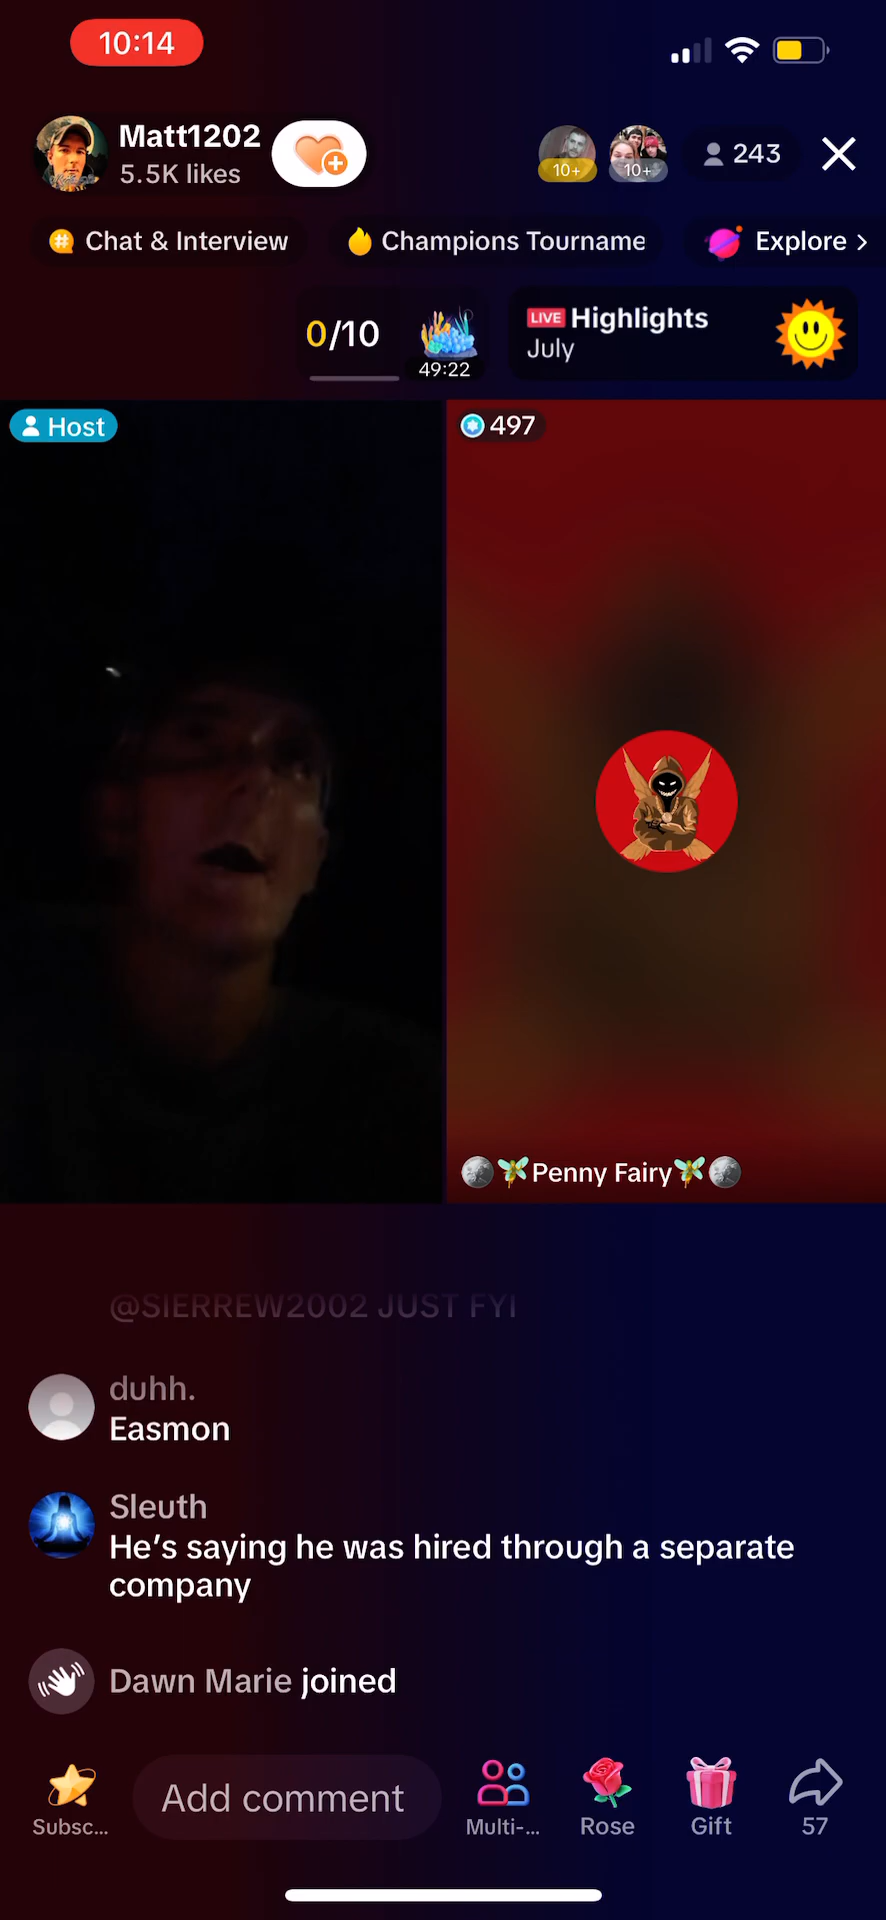 10:14
Matt1202
5.5K likes
10+
10+
243
Chat & Interview
Champions Tourname
Explore >
0/10
49:22
LIVE Highlights
July
Host
497
Penny Fairy
@SIERREW2002 JUST FYI
duhh.
Easmon
Sleuth
He's saying he was hired through a separate
company
Dawn Marie joined
Add comment
Subsc...
Multi-...
Rose
Gift
57